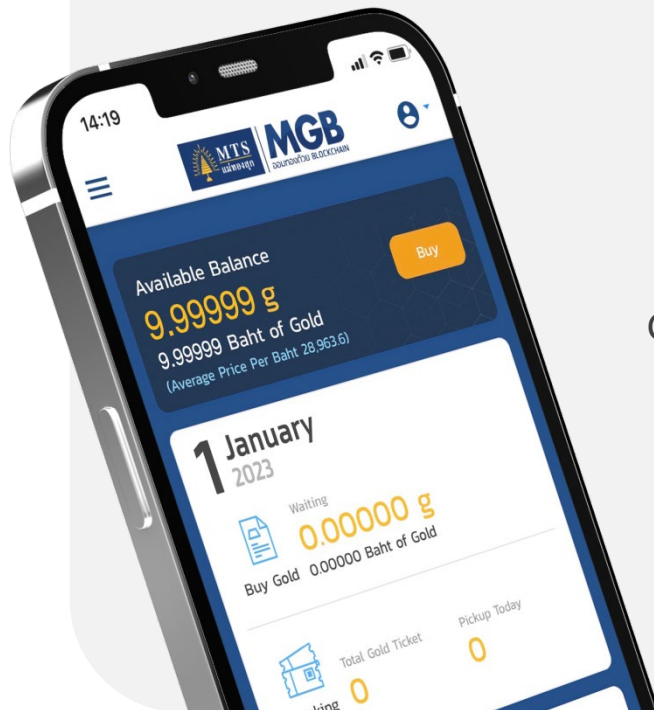 14:19
MTS
แม่ทองสุก
MGB
ออมทองด้วย BLOCKCHAIN
Available Balance
9.99999 g
9.99999 Baht of Gold
(Average Price Per Baht 28,963.6)
Buy
1 January
2023
Waiting
0.00000 g
Buy Gold 0.00000 Baht of Gold
Total Gold Ticket
0
Pickup Today
0